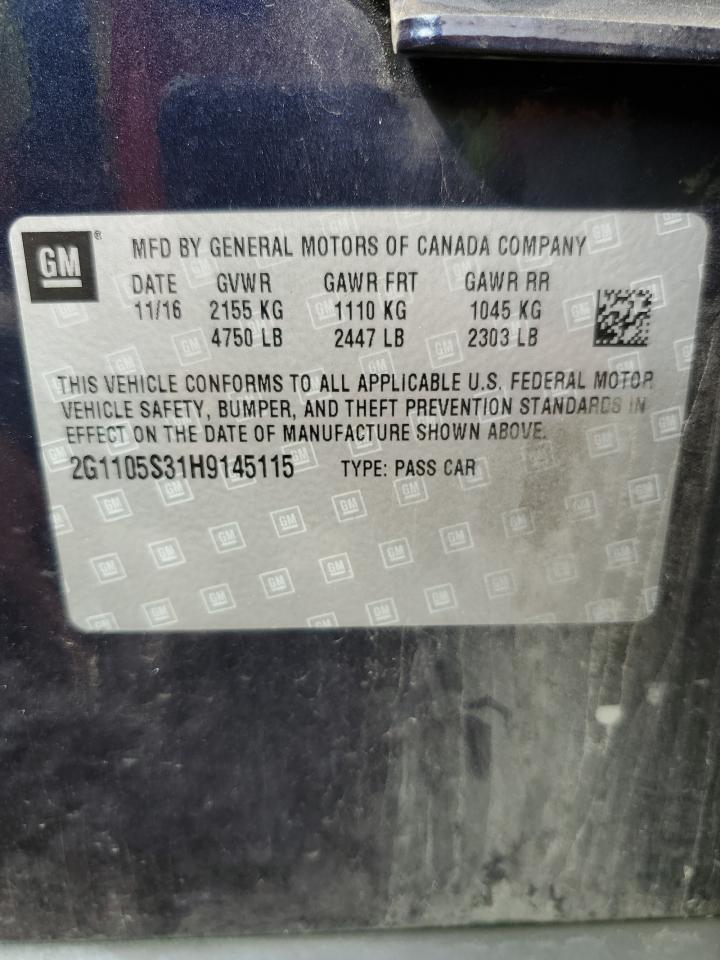 GM® MFD BY GENERAL MOTORS OF CANADA COMPANY
DATE GVWR GAWR FRT GAWR RR
11/16 2155 KG 1110 KG 1045 KG
4750 LB 2447 LB 2303 LB
THIS VEHICLE CONFORMS TO ALL APPLICABLE U.S. FEDERAL MOTOR
VEHICLE SAFETY, BUMPER, AND THEFT PREVENTION STANDARDS IN
EFFECT ON THE DATE OF MANUFACTURE SHOWN ABOVE.
2G1105S31H9145115 TYPE: PASS CAR